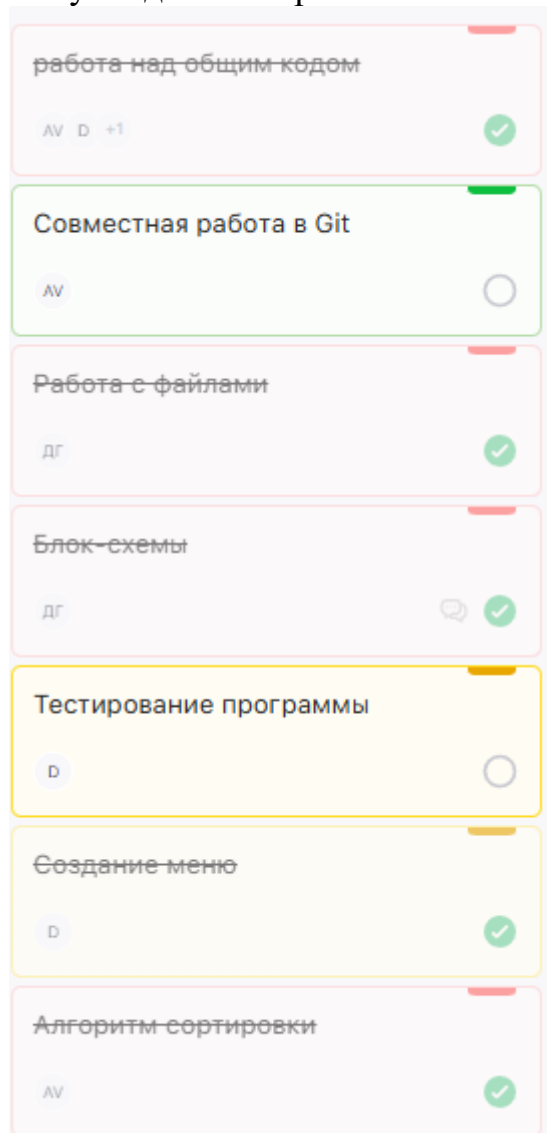 работа над общим кодом
AV D +1
Совместная работа в Git
AV
Работа с файлами
ДГ
Блок-схемы
ДГ
Тестирование программы
D
Создание меню
D
Алгоритм сортировки
AV